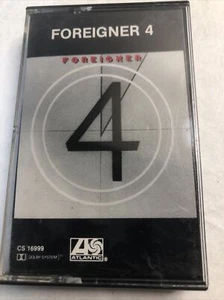 FOREIGNER 4
FOREIGNER
4
CS 16999
DOLBY SYSTEM
ATLANTIC